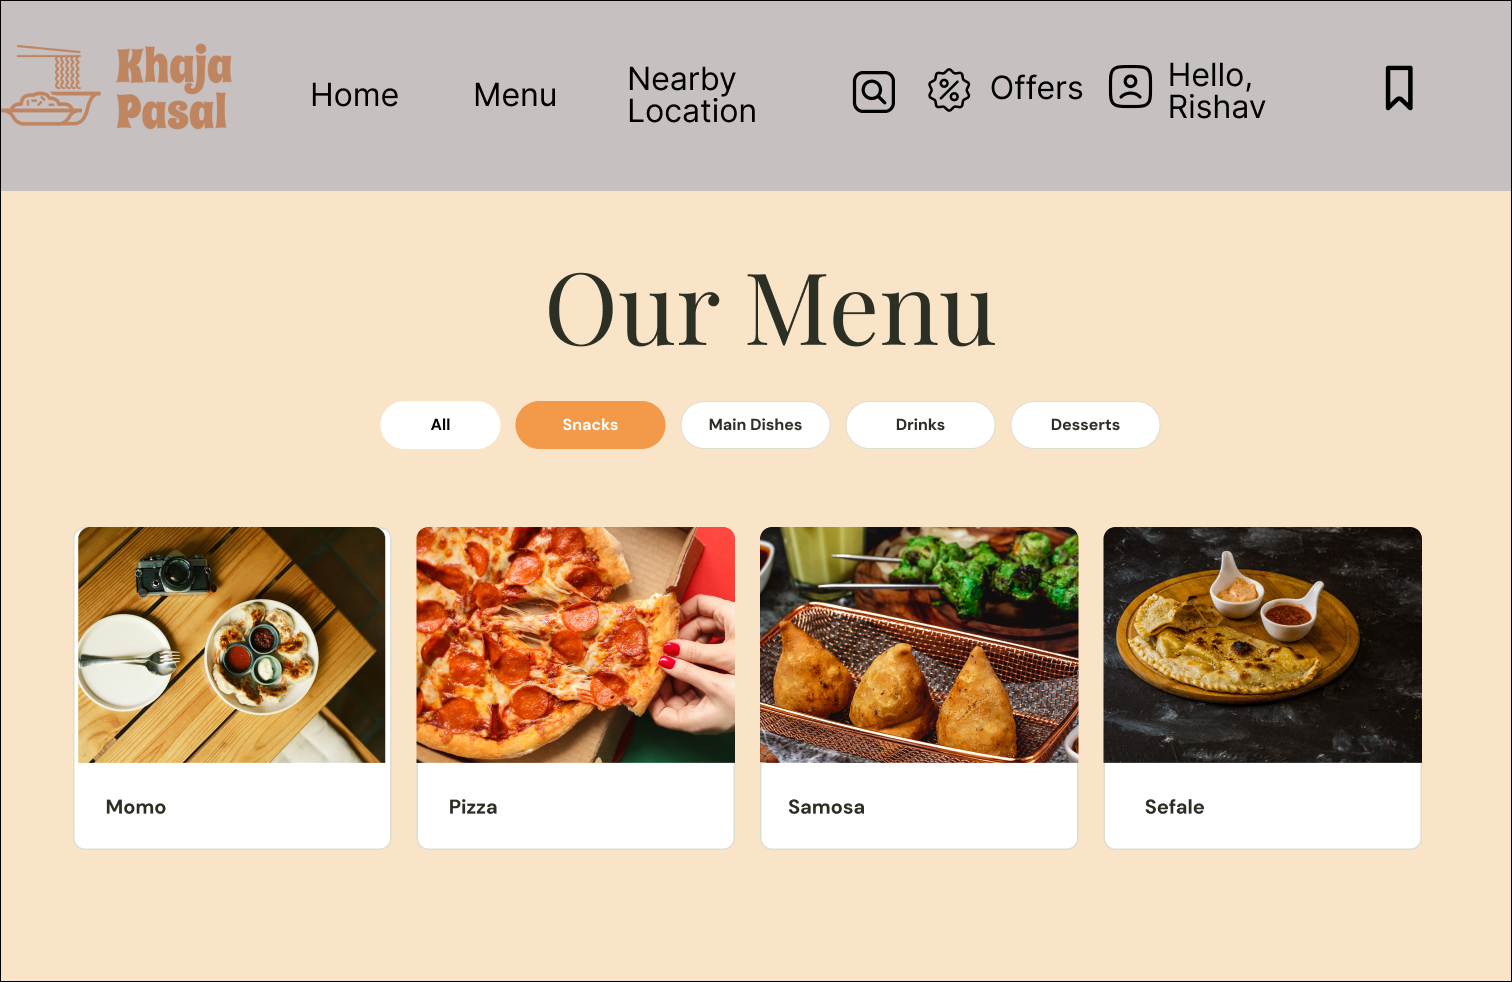 Khaja
Pasal
Home
Menu
Nearby
Location
Offers
Hello,
Rishav
Our Menu
All
Snacks
Main Dishes
Drinks
Desserts
Momo
Pizza
Samosa
Sefale